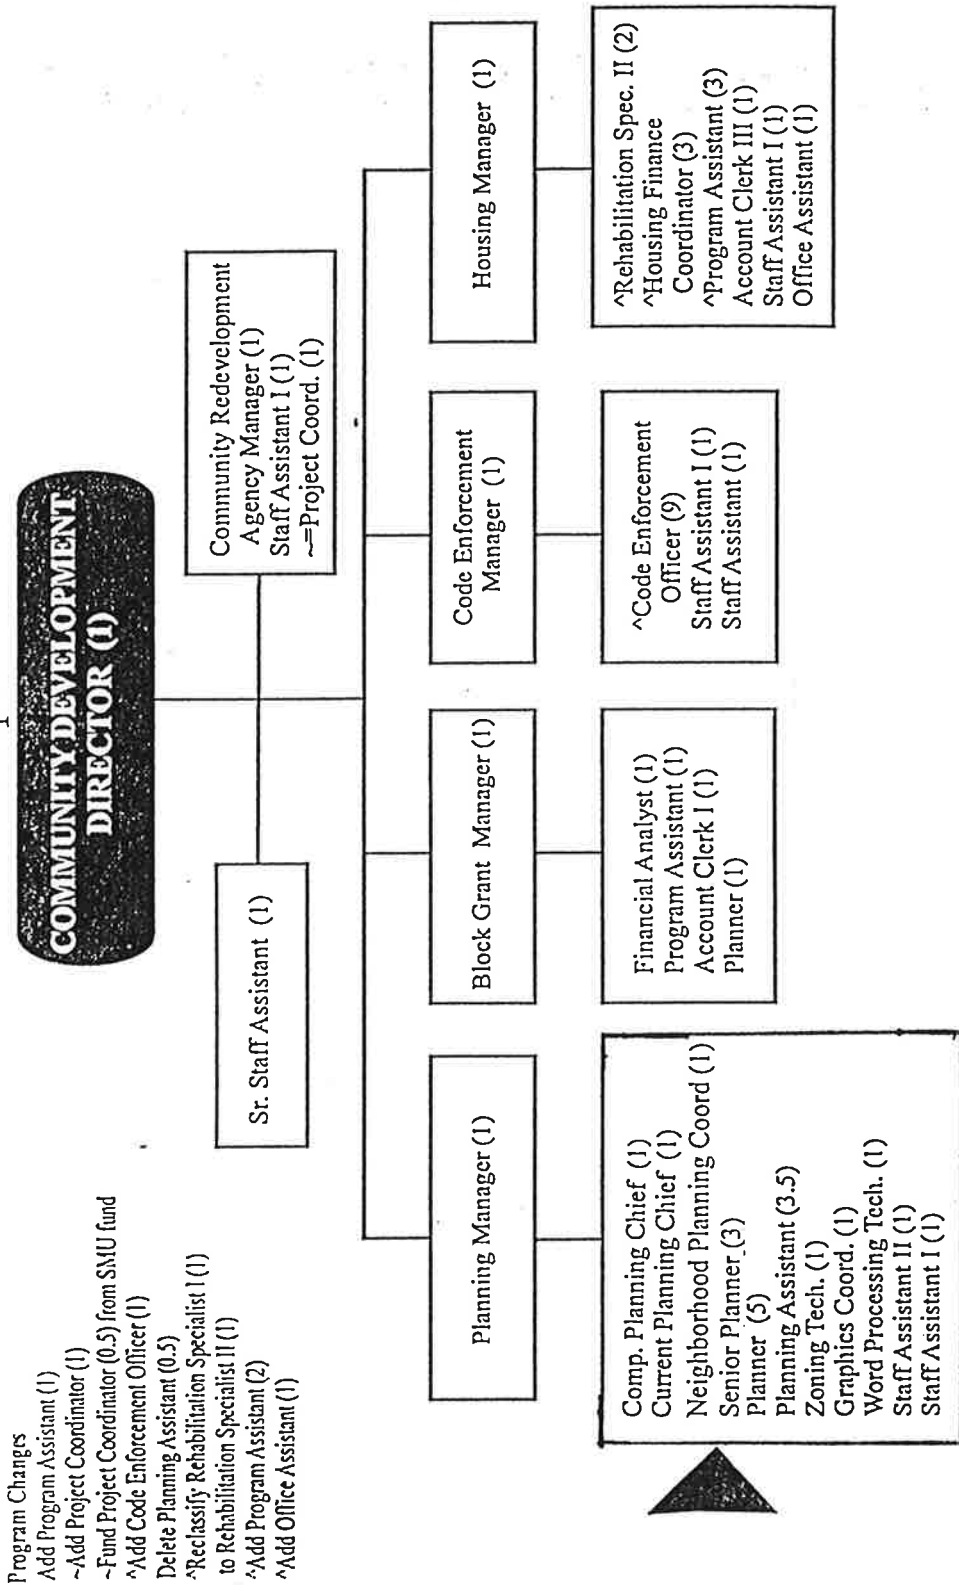 COMMUNITY DEVELOPMENT
DIRECTOR (1)
Program Changes
Add Program Assistant (1)
~Add Project Coordinator (1)
~Fund Project Coordinator (0.5) from SMU fund
^Add Code Enforcement Officer (1)
Delete Planning Assistant (0.5)
^Reclassify Rehabilitation Specialist I (1)
to Rehabilitation Specialist II (1)
^Add Program Assistant (2)
^Add Office Assistant (1)
Sr. Staff Assistant (1)
Community Redevelopment
Agency Manager (1)
Staff Assistant I (1)
~=Project Coord. (1)
Planning Manager (1)
Block Grant Manager (1)
Code Enforcement
Manager (1)
Housing Manager (1)
Comp. Planning Chief (1)
Current Planning Chief (1)
Neighborhood Planning Coord (1)
Senior Planner (3)
Planner (5)
Planning Assistant (3.5)
Zoning Tech. (1)
Graphics Coord. (1)
Word Processing Tech. (1)
Staff Assistant II (1)
Staff Assistant I (1)
Financial Analyst (1)
Program Assistant (1)
Account Clerk I (1)
Planner (1)
^Code Enforcement
Officer (9)
Staff Assistant I (1)
Staff Assistant (1)
^Rehabilitation Spec. II (2)
^Housing Finance
Coordinator (3)
^Program Assistant (3)
Account Clerk III (1)
Staff Assistant I (1)
Office Assistant (1)